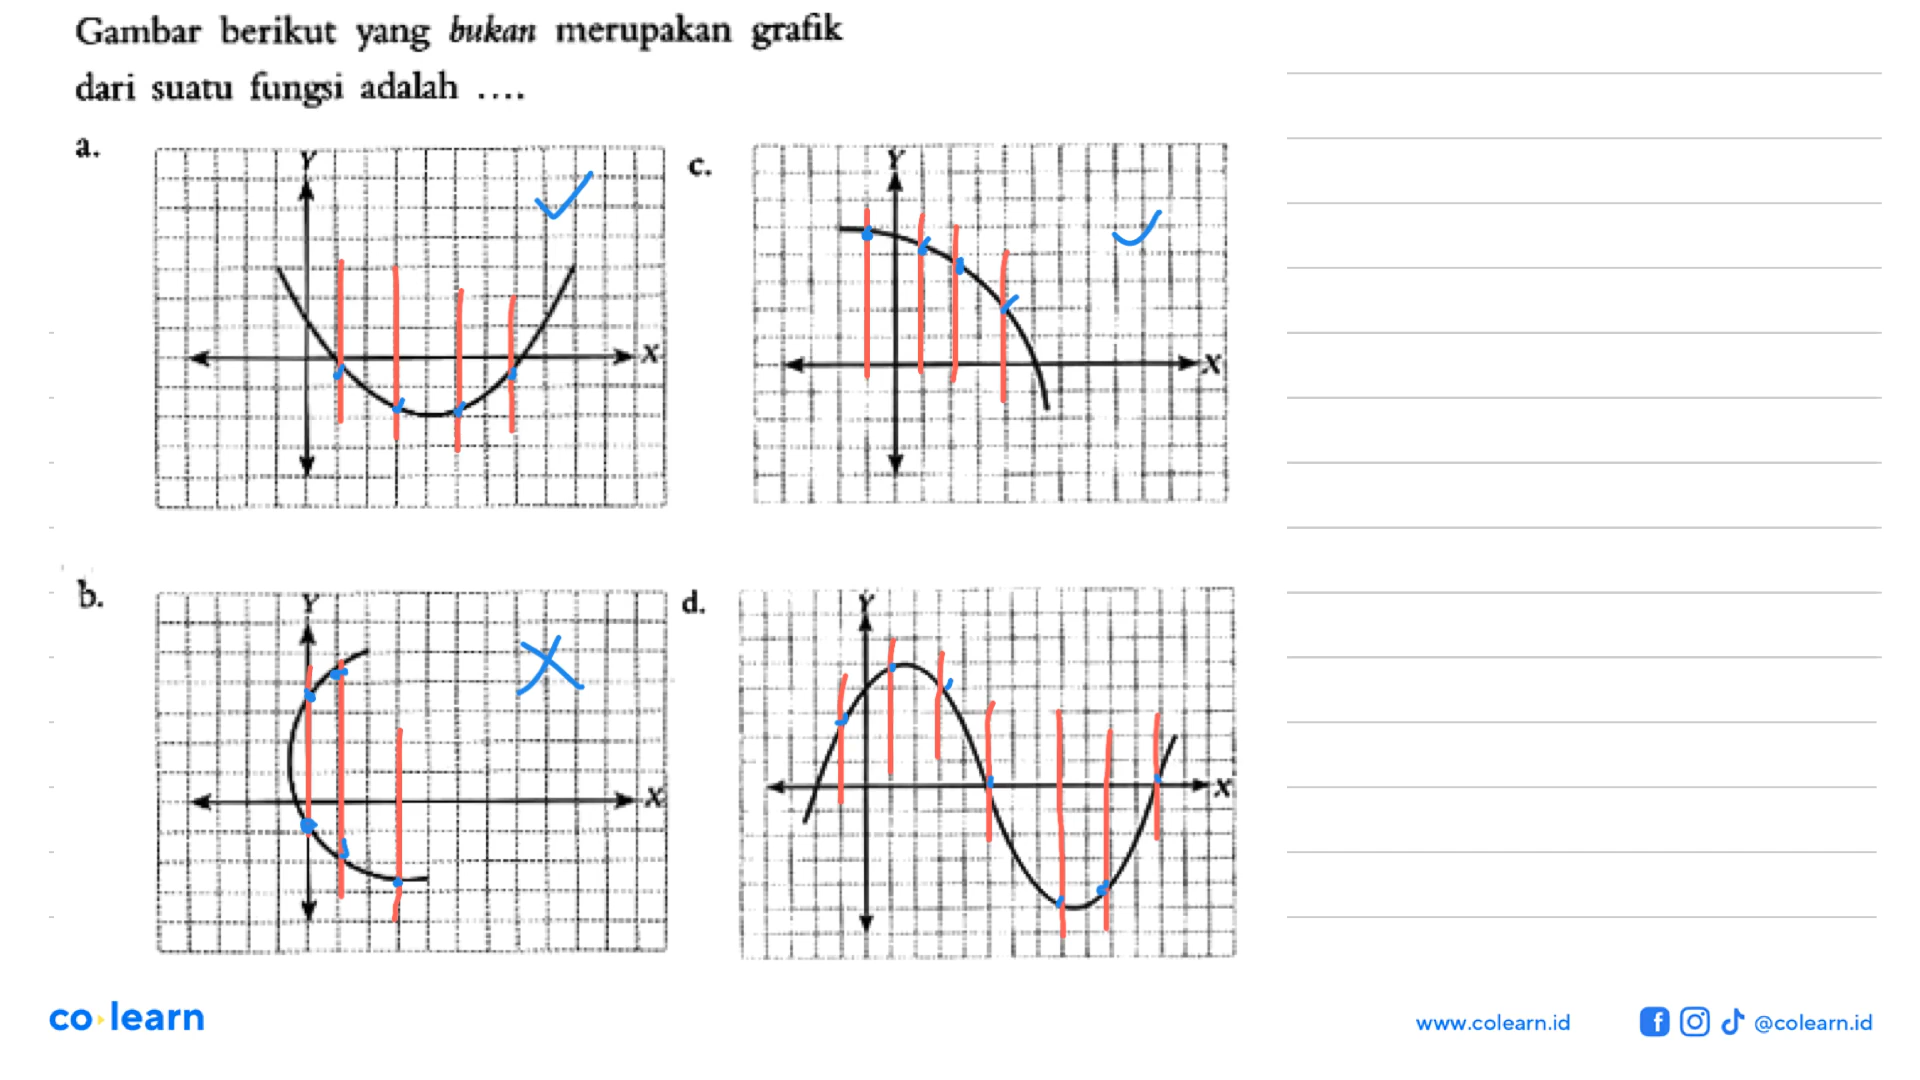 Gambar berikut yang bukan merupakan grafik
dari suatu fungsi adalah ....
a.
Y
X
c.
Y
X
b.
Y
X
d.
Y
X
co learn
www.colearn.id
@colearn.id